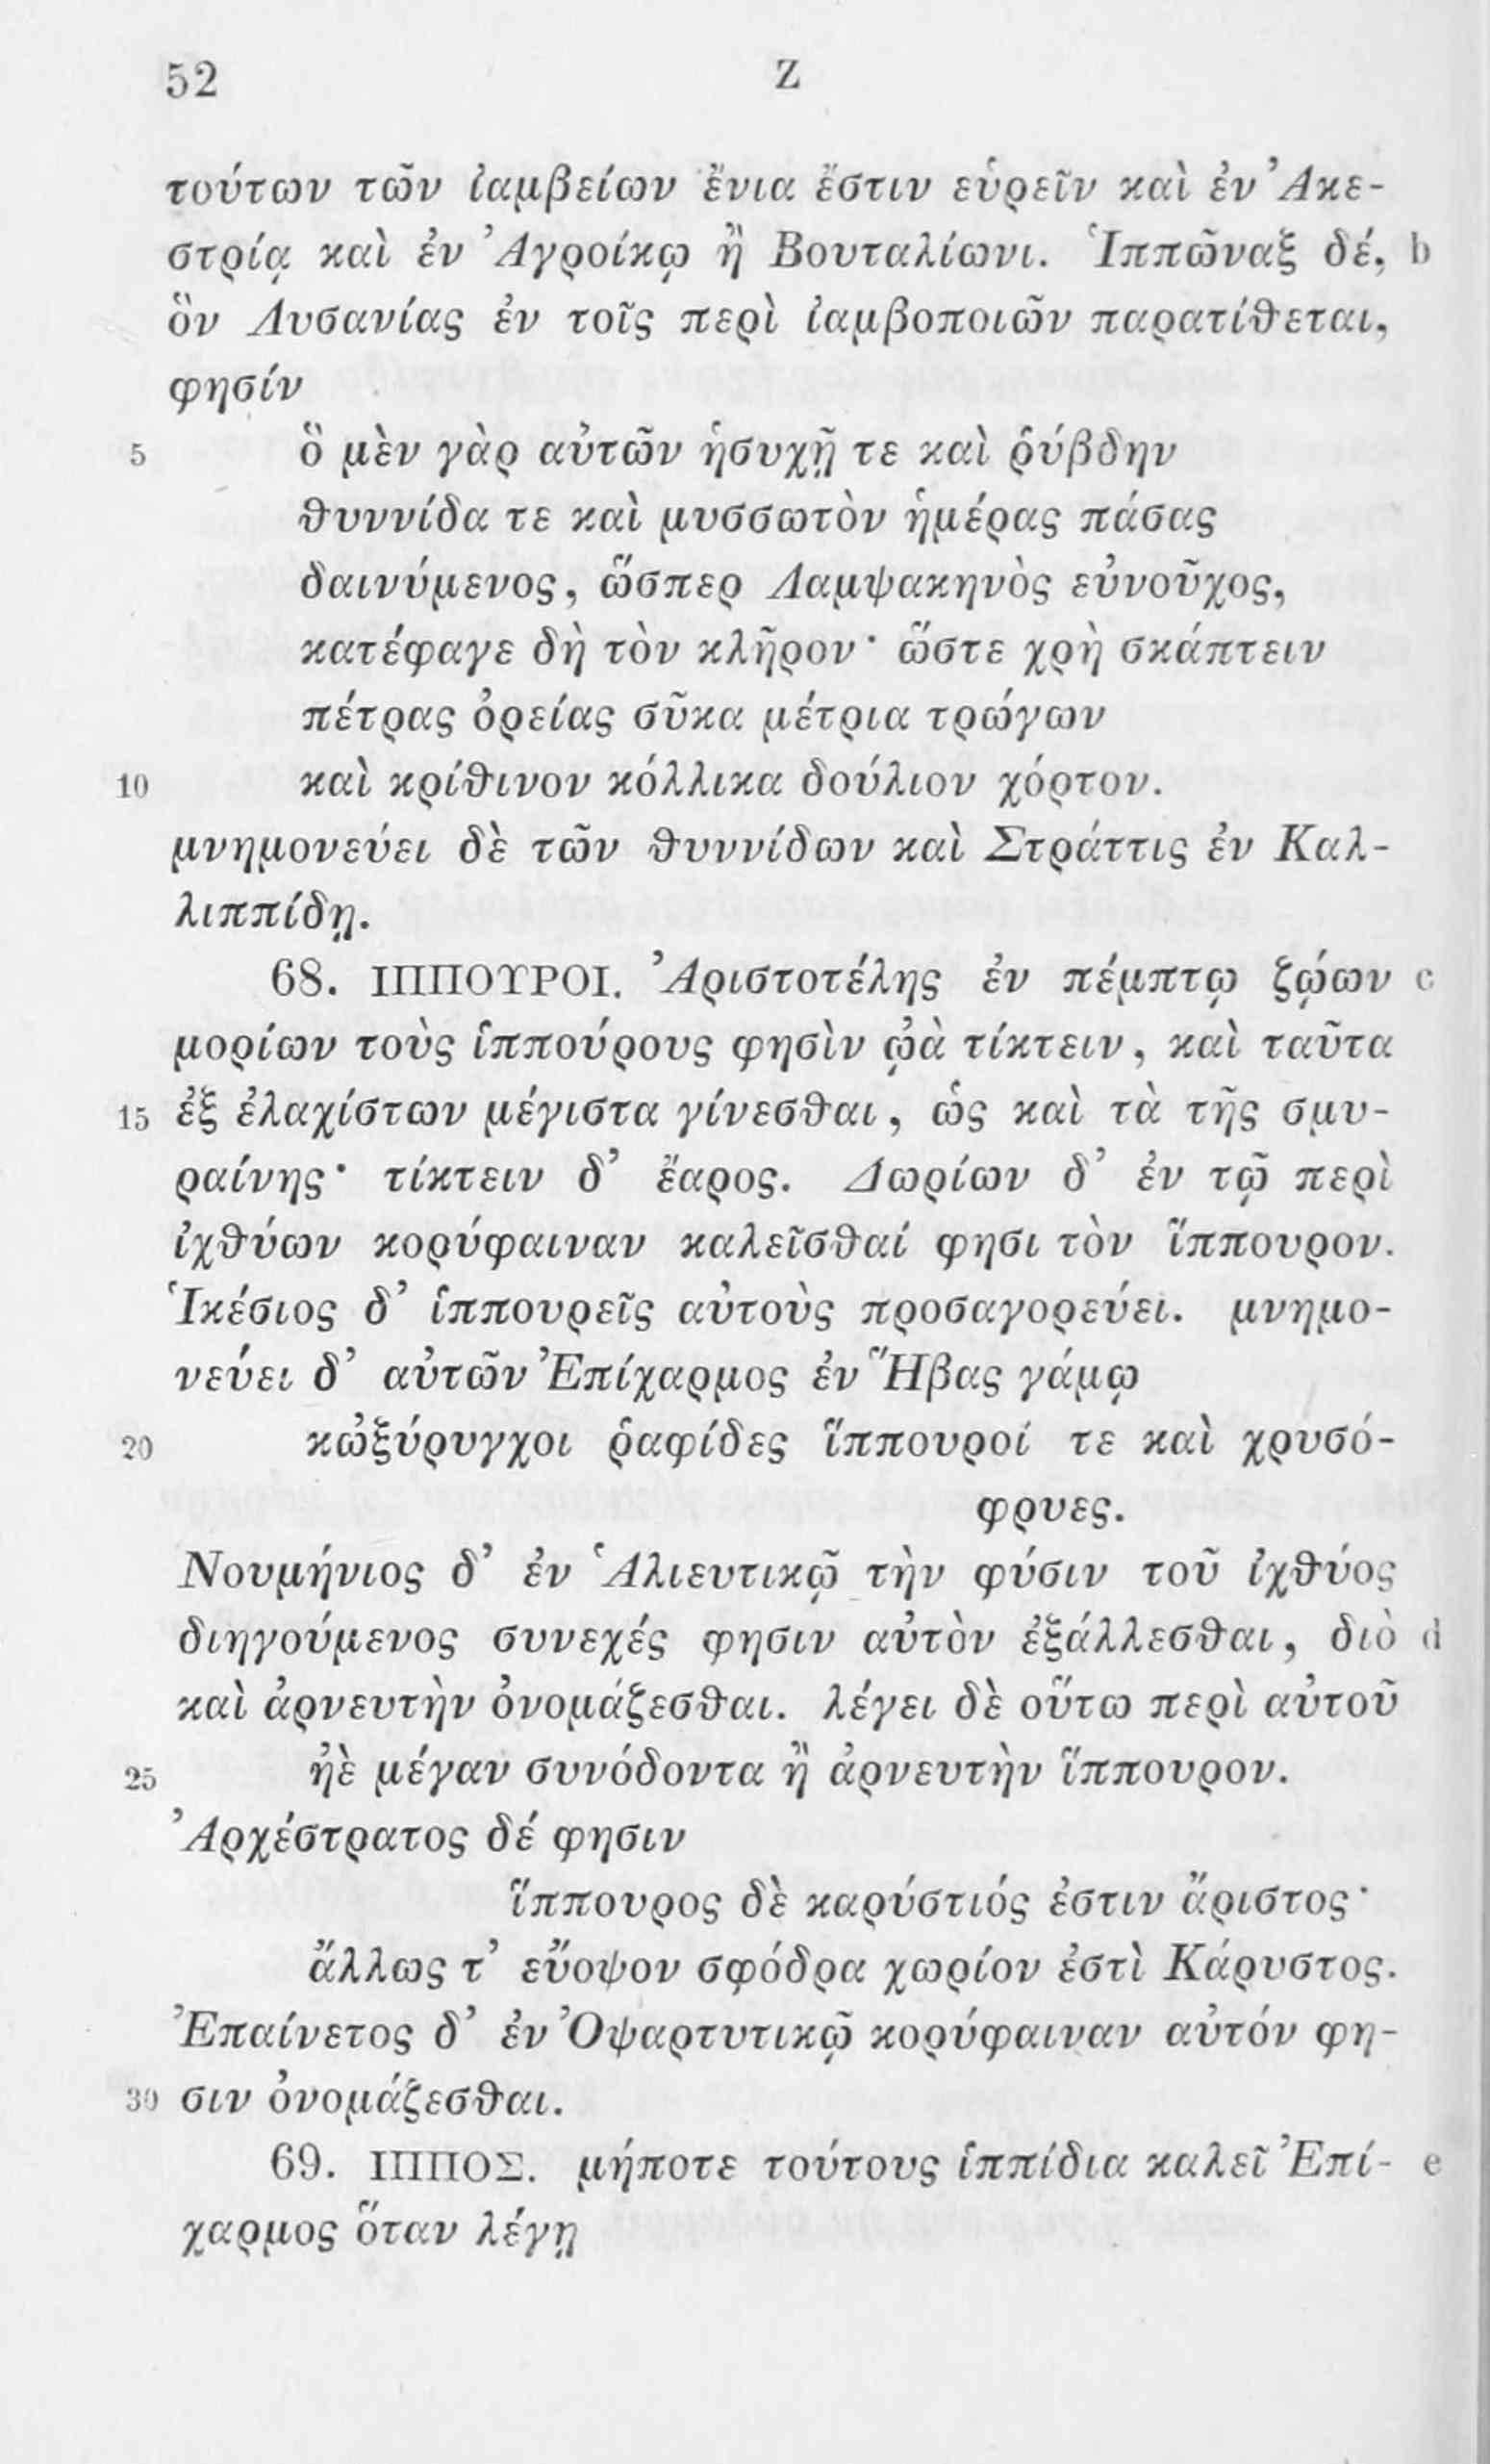 52 Ζ
τούτων τῶν ἰαμβείων ἔνια ἔστιν εὑρεῖν καὶ ἐν Ἀκε-
στρίᾳ καὶ ἐν Ἀγροίκῳ ἢ Βουταλίωνι. Ἱππῶναξ δέ, b
ὃν Λυσανίας ἐν τοῖς περὶ ἰαμβοποιῶν παρατίθεται,
φησίν
5 ὃ μὲν γὰρ αὐτῶν ἡσυχῇ τε καὶ ῥύβδην
θυννίδα τε καὶ μυσσωτὸν ἡμέρας πάσας
δαινύμενος, ὥσπερ Λαμψακηνὸς εὐνοῦχος,
κατέφαγε δὴ τὸν κλῆρον· ὥστε χρὴ σκάπτειν
πέτρας ὀρείας σῦκα μέτρια τρώγων
10 καὶ κρίθινον κόλλικα δούλιον χόρτον.
μνημονεύει δὲ τῶν θυννίδων καὶ Στράττις ἐν Καλ-
λιππίδῃ.
68. ΙΠΠΟΥΡΟΙ. Ἀριστοτέλης ἐν πέμπτῳ ζῴων c
μορίων τοὺς ἱππούρους φησὶν ᾠὰ τίκτειν, καὶ ταῦτα
15 ἐξ ἐλαχίστων μέγιστα γίνεσθαι, ὡς καὶ τὰ τῆς σμυ-
ραίνης· τίκτειν δ’ ἔαρος. Δωρίων δ’ ἐν τῷ περὶ
ἰχθύων κορύφαιναν καλεῖσθαί φησι τὸν ἵππουρον.
Ἱκέσιος δ’ ἱππουρεῖς αὐτοὺς προσαγορεύει. μνημο-
νεύει δ’ αὐτῶν Ἐπίχαρμος ἐν Ἥβας γάμῳ
20 κὠξύρυγχοι ῥαφίδες ἵππουροί τε καὶ χρυσό-
φρυες.
Νουμήνιος δ’ ἐν Ἁλιευτικῷ τὴν φύσιν τοῦ ἰχθύος
διηγούμενος συνεχές φησιν αὐτὸν ἐξάλλεσθαι, διὸ d
καὶ ἀρνευτὴν ὀνομάζεσθαι. λέγει δὲ οὕτω περὶ αὐτοῦ
25 ἠὲ μέγαν συνόδοντα ἢ ἀρνευτὴν ἵππουρον.
Ἀρχέστρατος δέ φησιν
ἵππουρος δὲ καρύστιός ἐστιν ἄριστος·
ἄλλως τ’ εὔοψον σφόδρα χωρίον ἐστὶ Κάρυστος.
Ἐπαίνετος δ’ ἐν Ὀψαρτυτικῷ κορύφαιναν αὐτόν φη-
30 σιν ὀνομάζεσθαι.
69. ΙΠΠΟΣ. μήποτε τούτους ἱππίδια καλεῖ Ἐπί- e
χαρμος ὅταν λέγῃ